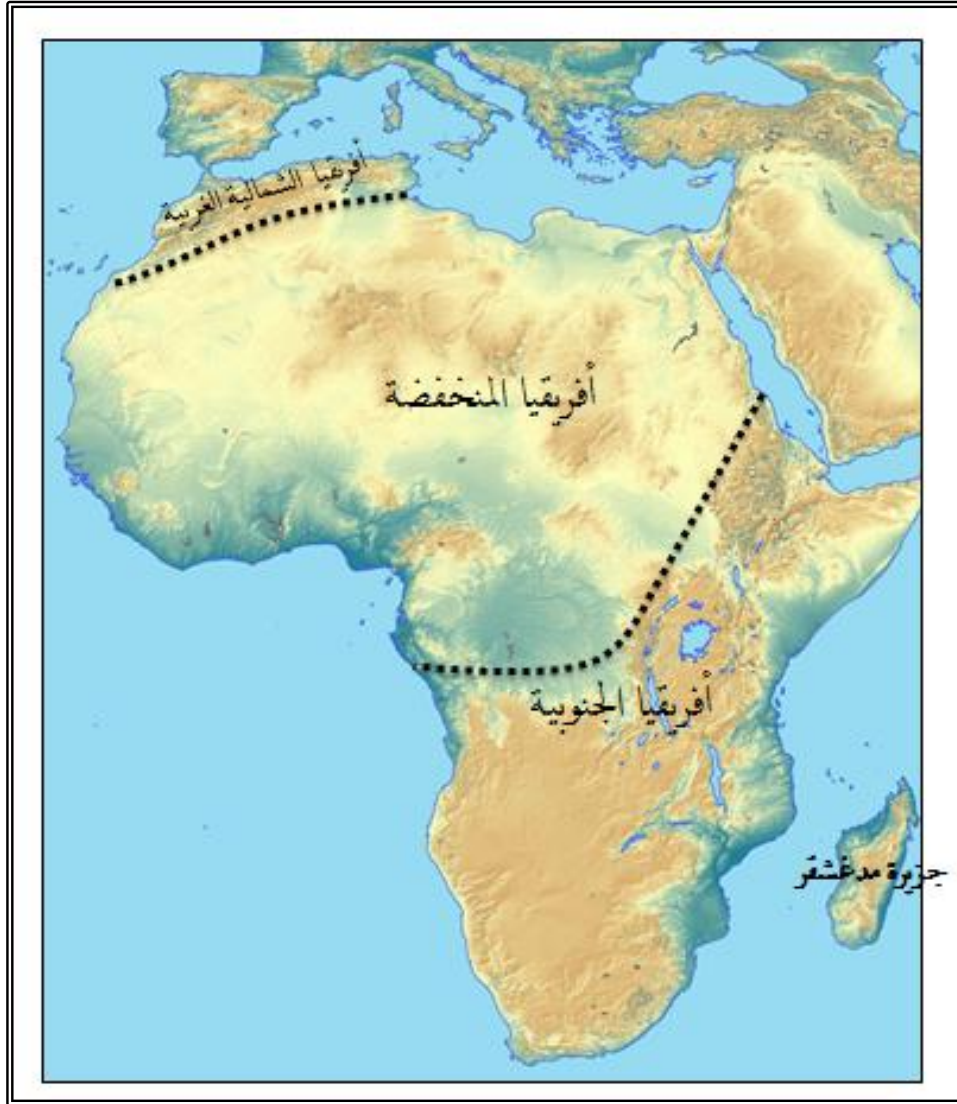 أفريقيا الشمالية الغربية
أفريقيا المنخفضة
أفريقيا الجنوبية
جزيرة مدغشقر